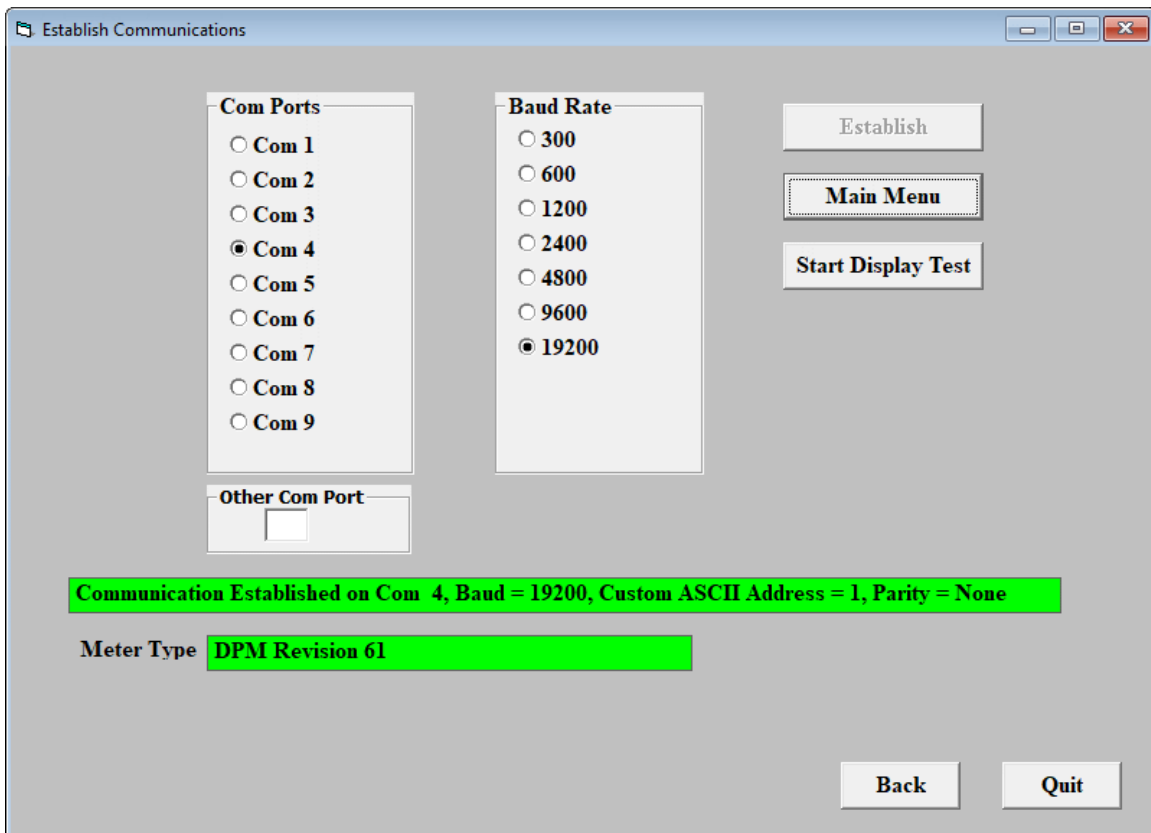 Establish Communications
Com Ports
Com 1
Com 2
Com 3
Com 4
Com 5
Com 6
Com 7
Com 8
Com 9
Other Com Port
Baud Rate
300
600
1200
2400
4800
9600
19200
Establish
Main Menu
Start Display Test
Communication Established on Com  4, Baud = 19200, Custom ASCII Address = 1, Parity = None
Meter Type DPM Revision 61
Back
Quit